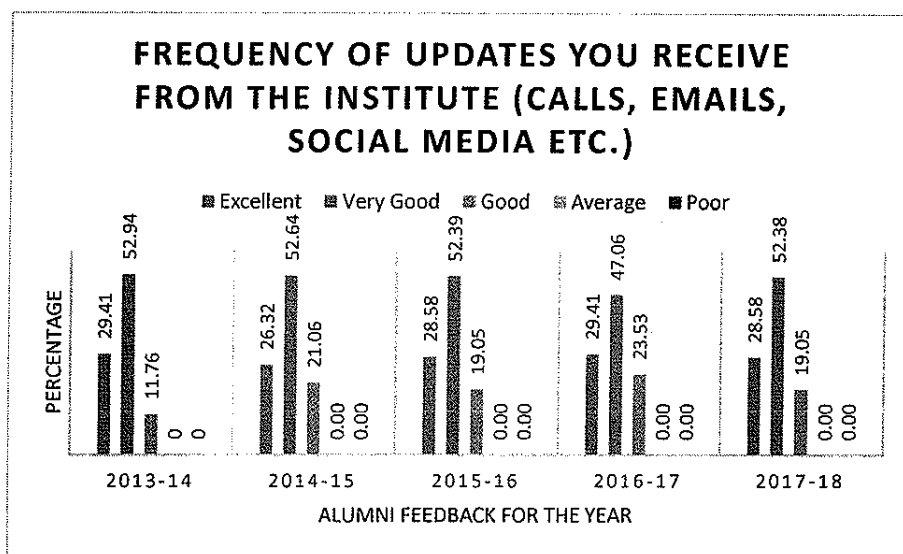 FREQUENCY OF UPDATES YOU RECEIVE
FROM THE INSTITUTE (CALLS, EMAILS,
SOCIAL MEDIA ETC.)
Excellent Very Good Good Average Poor
PERCENTAGE
29.41 52.94 11.76 0 0
26.32 52.64 21.06 0.00 0.00
28.58 52.39 19.05 0.00 0.00
29.41 47.06 23.53 0.00 0.00
28.58 52.38 19.05 0.00 0.00
2013-14 2014-15 2015-16 2016-17 2017-18
ALUMNI FEEDBACK FOR THE YEAR